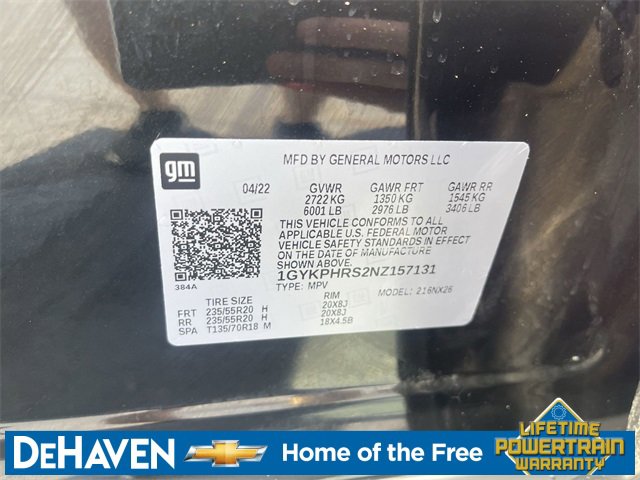 gm
MFD BY GENERAL MOTORS LLC
04/22 GVWR GAWR FRT GAWR RR
2722 KG 1350 KG 1545 KG
6001 LB 2976 LB 3406 LB
THIS VEHICLE CONFORMS TO ALL
APPLICABLE U.S. FEDERAL MOTOR
VEHICLE SAFETY STANDARDS IN EFFECT
ON THE DATE OF MANUFACTURE
SHOWN ABOVE.
1GYKPHRS2NZ157131
384A
TYPE: MPV MODEL: 216NX26
TIRE SIZE RIM
FRT 235/55R20 H 20X8J
RR 235/55R20 H 20X8J
SPA T135/70R18 M 18X4.5B
DEHAVEN Home of the Free
LIFETIME
POWERTRAIN
WARRANTY